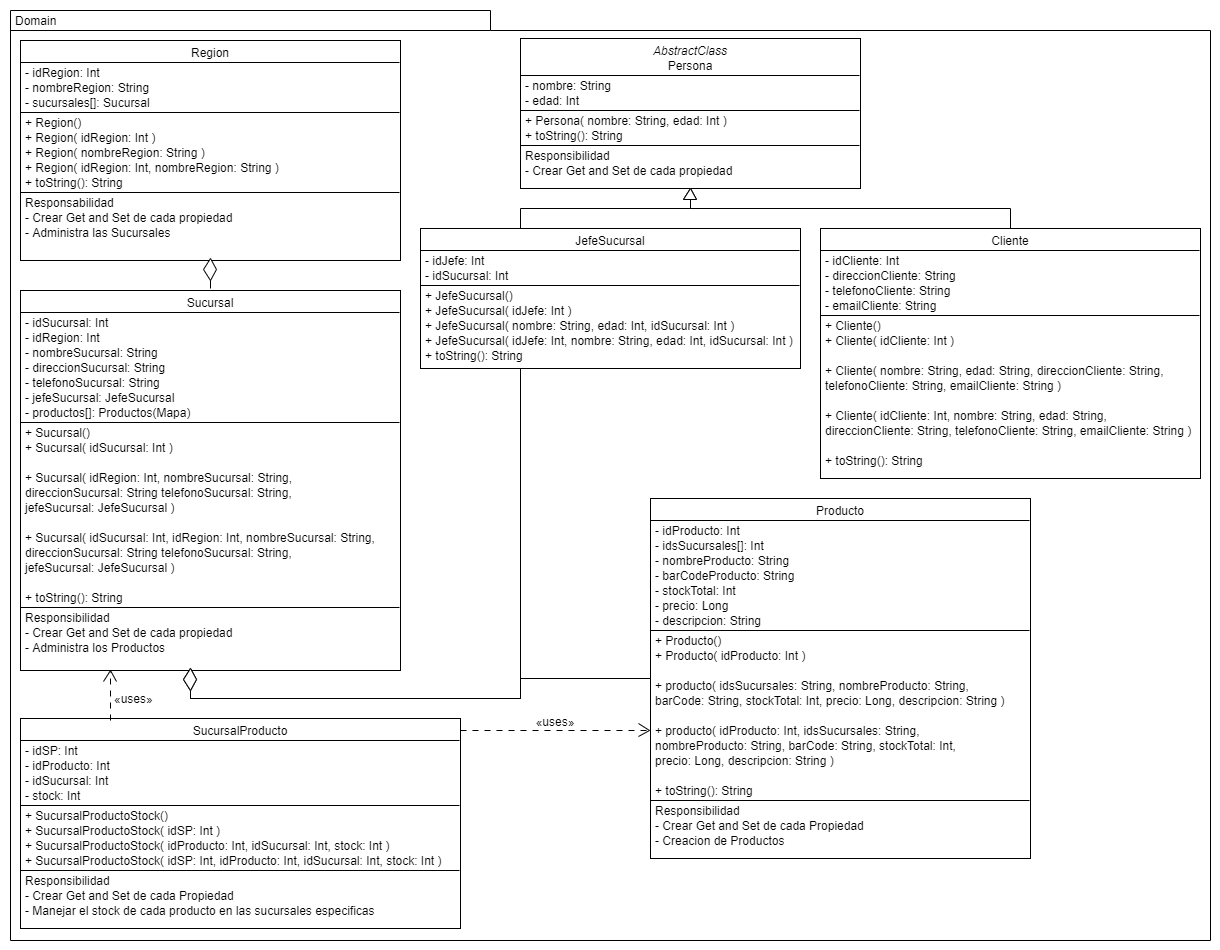 Domain
Region
- idRegion: Int
- nombreRegion: String
- sucursales[]: Sucursal
+ Region()
+ Region( idRegion: Int )
+ Region( nombreRegion: String )
+ Region( idRegion: Int, nombreRegion: String )
+ toString(): String
Responsabilidad
- Crear Get and Set de cada propiedad
- Administra las Sucursales
AbstractClass
Persona
- nombre: String
- edad: Int
+ Persona( nombre: String, edad: Int )
+ toString(): String
Responsibilidad
- Crear Get and Set de cada propiedad
JefeSucursal
- idJefe: Int
- idSucursal: Int
+ JefeSucursal()
+ JefeSucursal( idJefe: Int )
+ JefeSucursal( nombre: String, edad: Int, idSucursal: Int )
+ JefeSucursal( idJefe: Int, nombre: String, edad: Int, idSucursal: Int )
+ toString(): String
Cliente
- idCliente: Int
- direccionCliente: String
- telefonoCliente: String
- emailCliente: String
+ Cliente()
+ Cliente( idCliente: Int )
+ Cliente( nombre: String, edad: String, direccionCliente: String,
telefonoCliente: String, emailCliente: String )
+ Cliente( idCliente: Int, nombre: String, edad: String,
direccionCliente: String, telefonoCliente: String, emailCliente: String )
+ toString(): String
Sucursal
- idSucursal: Int
- idRegion: Int
- nombreSucursal: String
- direccionSucursal: String
- telefonoSucursal: String
- jefeSucursal: JefeSucursal
- productos[]: Productos(Mapa)
+ Sucursal()
+ Sucursal( idSucursal: Int )
+ Sucursal( idRegion: Int, nombreSucursal: String,
direccionSucursal: String telefonoSucursal: String,
jefeSucursal: JefeSucursal )
+ Sucursal( idSucursal: Int, idRegion: Int, nombreSucursal: String,
direccionSucursal: String telefonoSucursal: String,
jefeSucursal: JefeSucursal )
+ toString(): String
Responsibilidad
- Crear Get and Set de cada propiedad
- Administra los Productos
Producto
- idProducto: Int
- idsSucursales[]: Int
- nombreProducto: String
- barCodeProducto: String
- stockTotal: Int
- precio: Long
- descripcion: String
+ Producto()
+ Producto( idProducto: Int )
+ producto( idsSucursales: String, nombreProducto: String,
barCode: String, stockTotal: Int, precio: Long, descripcion: String )
+ producto( idProducto: Int, idsSucursales: String,
nombreProducto: String, barCode: String, stockTotal: Int,
precio: Long, descripcion: String )
+ toString(): String
Responsibilidad
- Crear Get and Set de cada Propiedad
- Creacion de Productos
«uses»
«uses»
SucursalProducto
- idSP: Int
- idProducto: Int
- idSucursal: Int
- stock: Int
+ SucursalProductoStock()
+ SucursalProductoStock( idSP: Int )
+ SucursalProductoStock( idProducto: Int, idSucursal: Int, stock: Int )
+ SucursalProductoStock( idSP: Int, idProducto: Int, idSucursal: Int, stock: Int )
Responsibilidad
- Crear Get and Set de cada Propiedad
- Manejar el stock de cada producto en las sucursales especificas